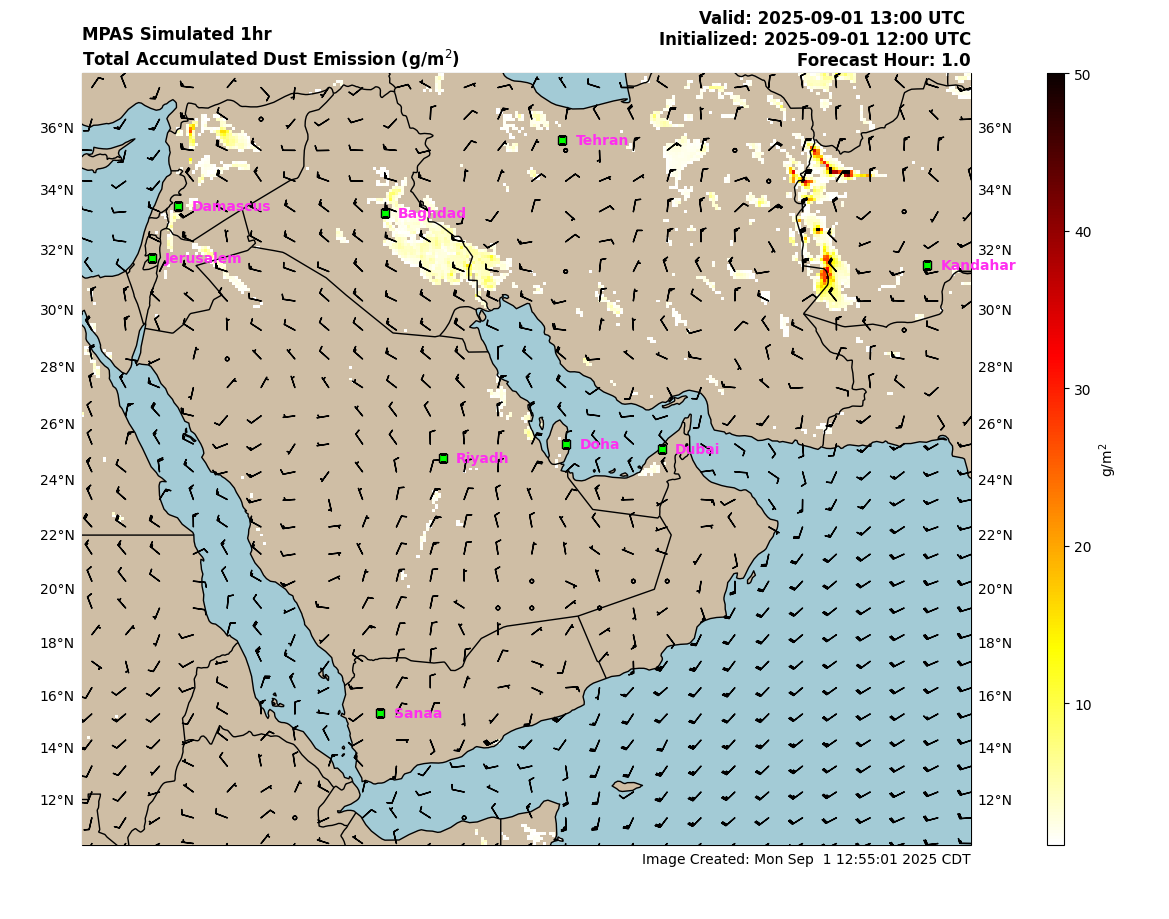 MPAS Simulated 1hr
Total Accumulated Dust Emission (g/m²)
Valid: 2025-09-01 13:00 UTC
Initialized: 2025-09-01 12:00 UTC
Forecast Hour: 1.0
36°N
34°N
32°N
30°N
28°N
26°N
24°N
22°N
20°N
18°N
16°N
14°N
12°N
Tehran
Damascus
Baghdad
Jerusalem
Kandahar
Doha
Dubai
Riyadh
Sanaa
36°N
34°N
32°N
30°N
28°N
26°N
24°N
22°N
20°N
18°N
16°N
14°N
12°N
50
40
30
20
10
g/m²
Image Created: Mon Sep 1 12:55:01 2025 CDT